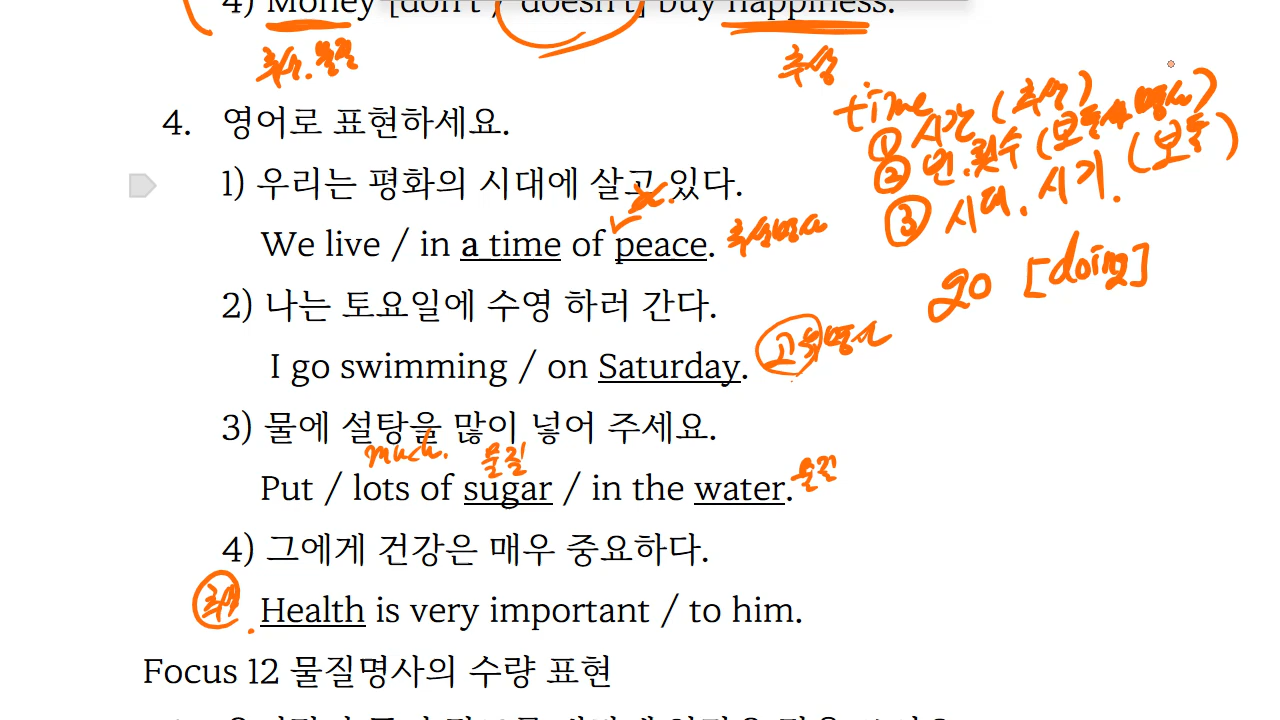 4) Money [don't / doesn't] buy happiness.
추상. 물질
추상
time
① 시간 (추상)
② 번. 횟수 (보통명사)
③ 시대. 시기. (보통)
4. 영어로 표현하세요.
1) 우리는 평화의 시대에 살고 있다.
We live / in a time of peace. 추상명사
go [doing]
2) 나는 토요일에 수영 하러 간다.
I go swimming / on Saturday. 고유명사
3) 물에 설탕을 많이 넣어 주세요.
much. 물질
Put / lots of sugar / in the water. 물질
4) 그에게 건강은 매우 중요하다.
추상.
Health is very important / to him.
Focus 12 물질명사의 수량 표현